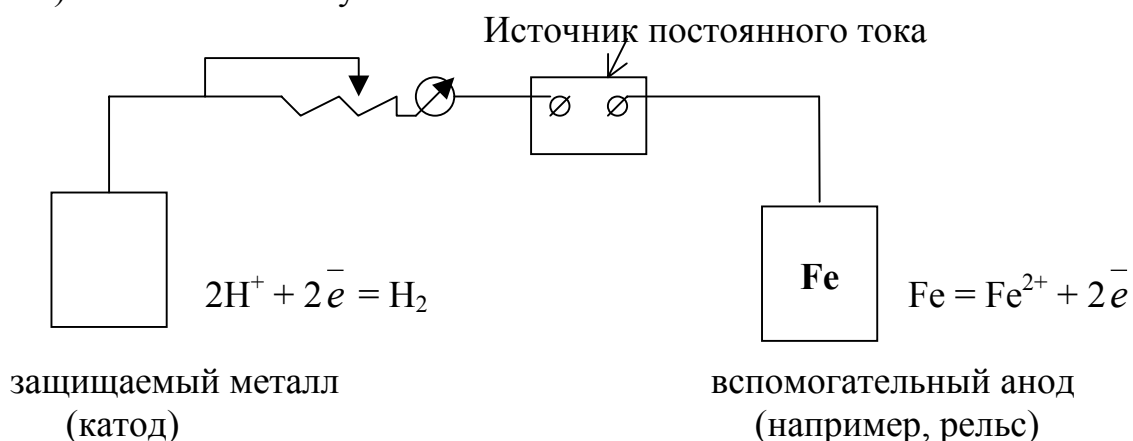 Источник постоянного тока
Fe
2H⁺ + 2e̅ = H₂
Fe = Fe²⁺ + 2e̅
защищаемый металл
(катод)
вспомогательный анод
(например, рельс)